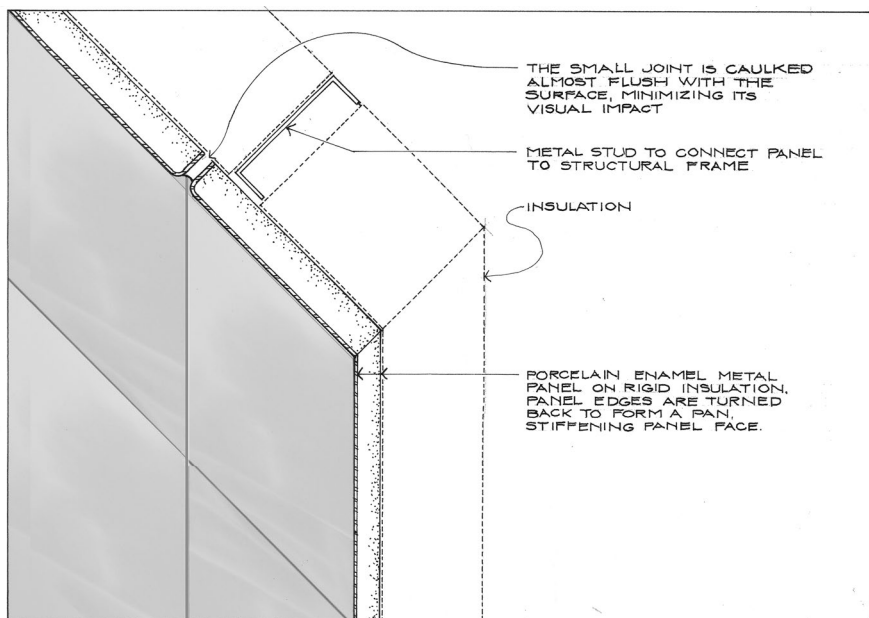 THE SMALL JOINT IS CAULKED
ALMOST FLUSH WITH THE
SURFACE, MINIMIZING ITS
VISUAL IMPACT
METAL STUD TO CONNECT PANEL
TO STRUCTURAL FRAME
INSULATION
PORCELAIN ENAMEL METAL
PANEL ON RIGID INSULATION.
PANEL EDGES ARE TURNED
BACK TO FORM A PAN,
STIFFENING PANEL FACE.